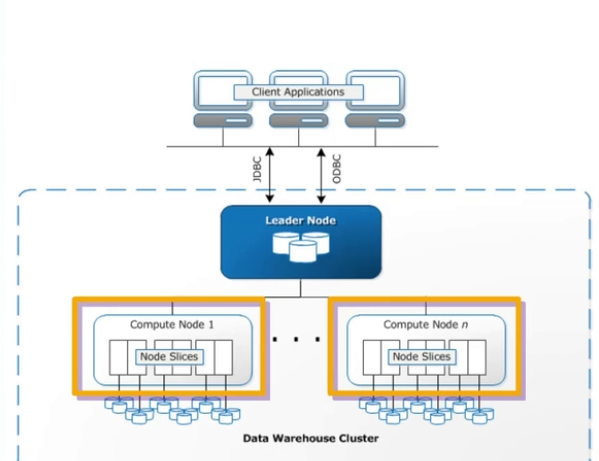 Client Applications
JDBC
ODBC
Leader Node
Compute Node 1
Compute Node n
. . .
Node Slices
Node Slices
Data Warehouse Cluster